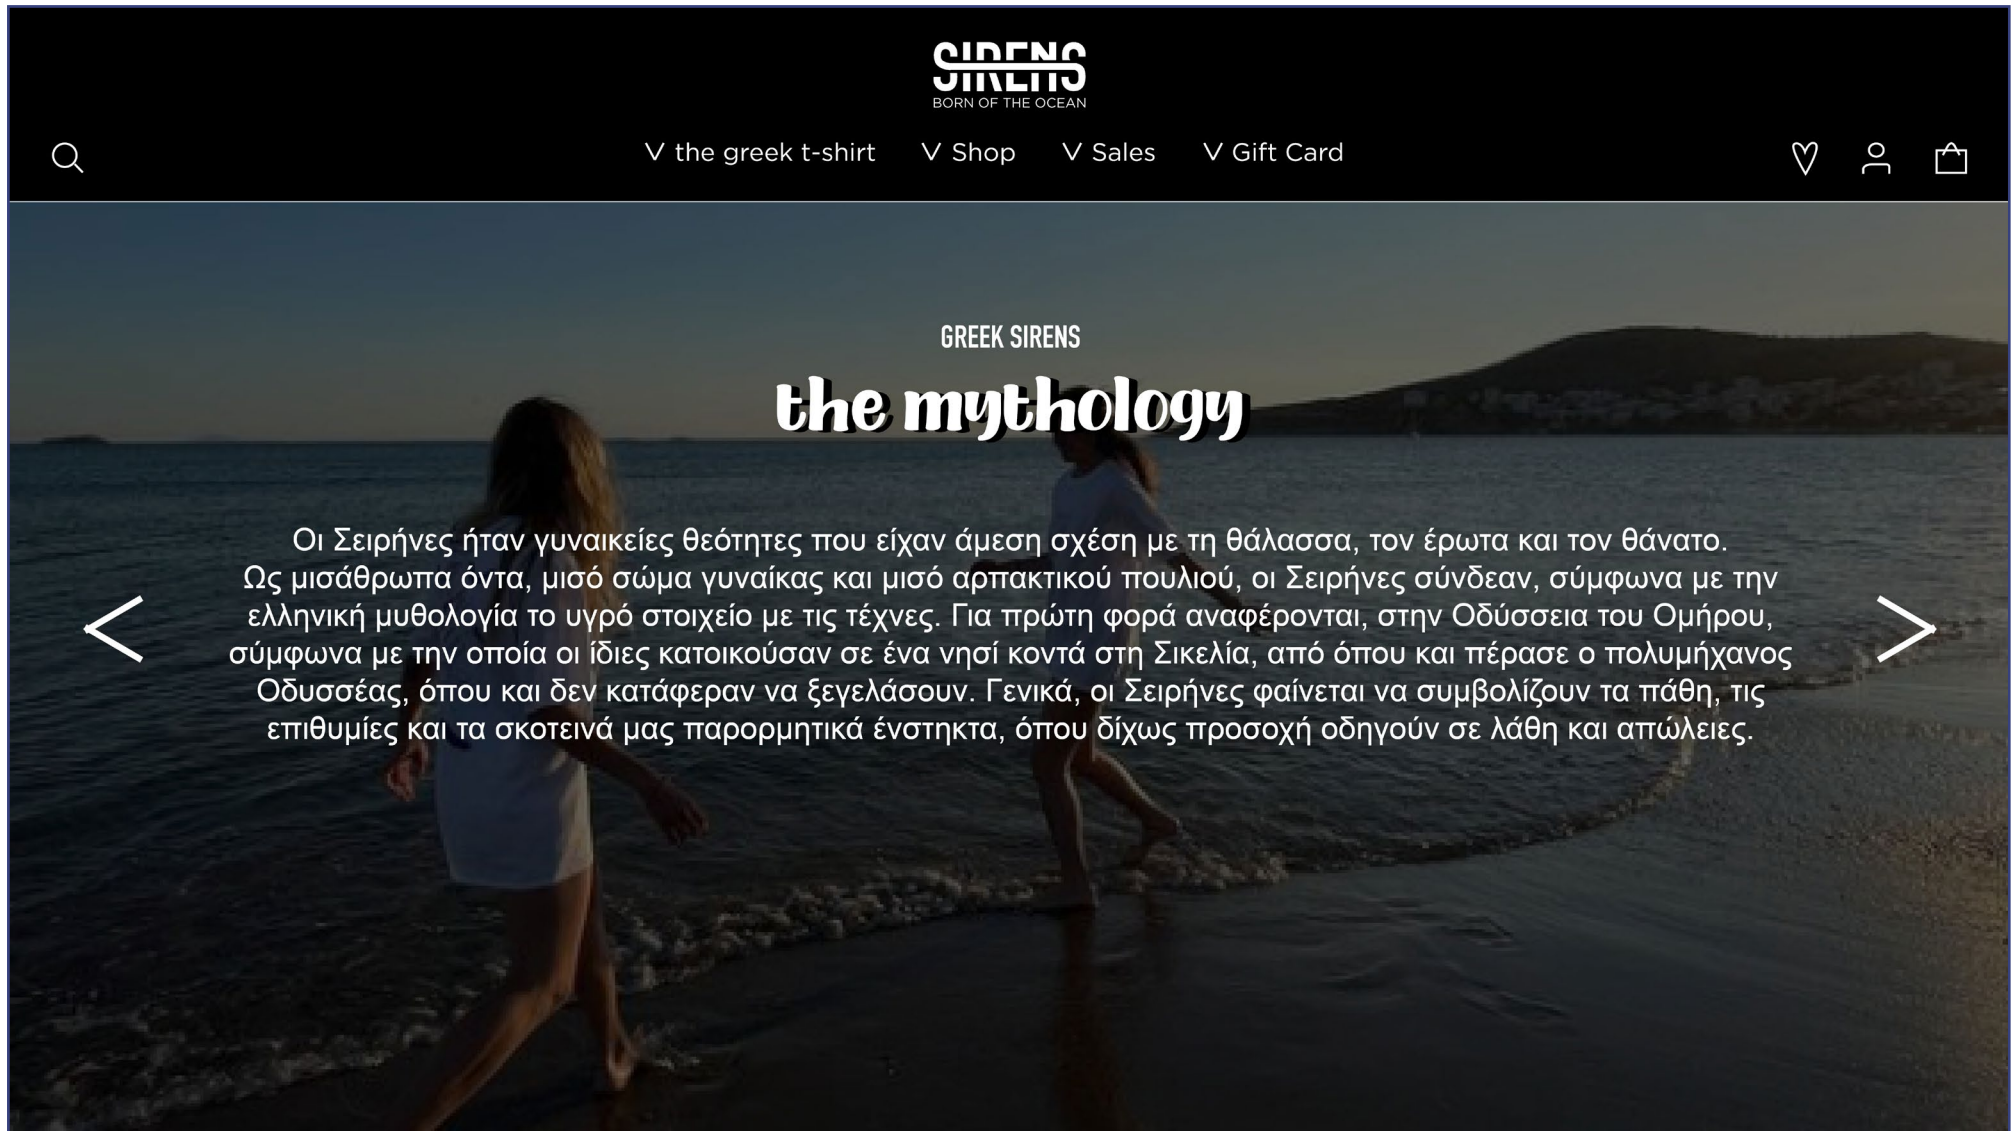 SIRENS
BORN OF THE OCEAN
the greek t-shirt
Shop
Sales
Gift Card
GREEK SIRENS
the mythology
Οι Σειρήνες ήταν γυναικείες θεότητες που είχαν άμεση σχέση με τη θάλασσα, τον έρωτα και τον θάνατο.
Ως μισάθρωπα όντα, μισό σώμα γυναίκας και μισό αρπακτικού πουλιού, οι Σειρήνες σύνδεαν, σύμφωνα με την
ελληνική μυθολογία το υγρό στοιχείο με τις τέχνες. Για πρώτη φορά αναφέρονται, στην Οδύσσεια του Ομήρου,
σύμφωνα με την οποία οι ίδιες κατοικούσαν σε ένα νησί κοντά στη Σικελία, από όπου και πέρασε ο πολυμήχανος
Οδυσσέας, όπου και δεν κατάφεραν να ξεγελάσουν. Γενικά, οι Σειρήνες φαίνεται να συμβολίζουν τα πάθη, τις
επιθυμίες και τα σκοτεινά μας παρορμητικά ένστηκτα, όπου δίχως προσοχή οδηγούν σε λάθη και απώλειες.